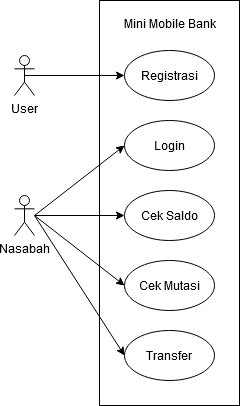 Mini Mobile Bank
Registrasi
User
Login
Nasabah
Cek Saldo
Cek Mutasi
Transfer